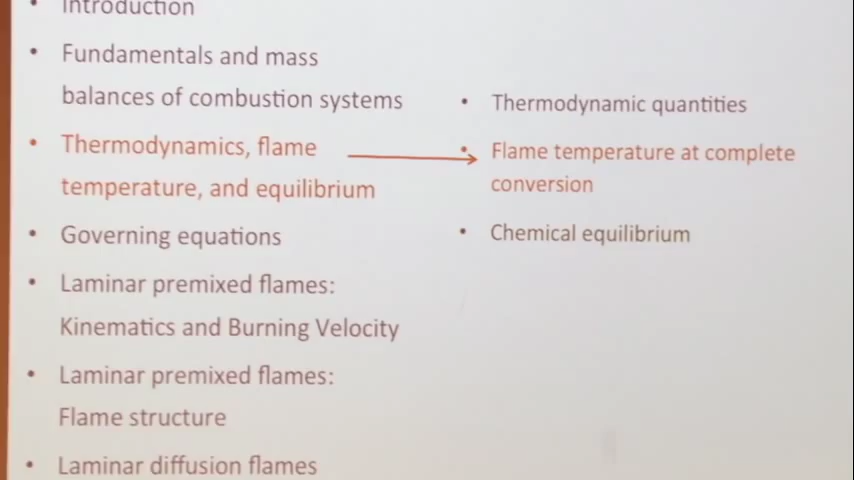 • Introduction
• Fundamentals and mass
balances of combustion systems
• Thermodynamics, flame
temperature, and equilibrium
• Governing equations
• Laminar premixed flames:
Kinematics and Burning Velocity
• Laminar premixed flames:
Flame structure
• Laminar diffusion flames
• Thermodynamic quantities
• Flame temperature at complete
conversion
• Chemical equilibrium